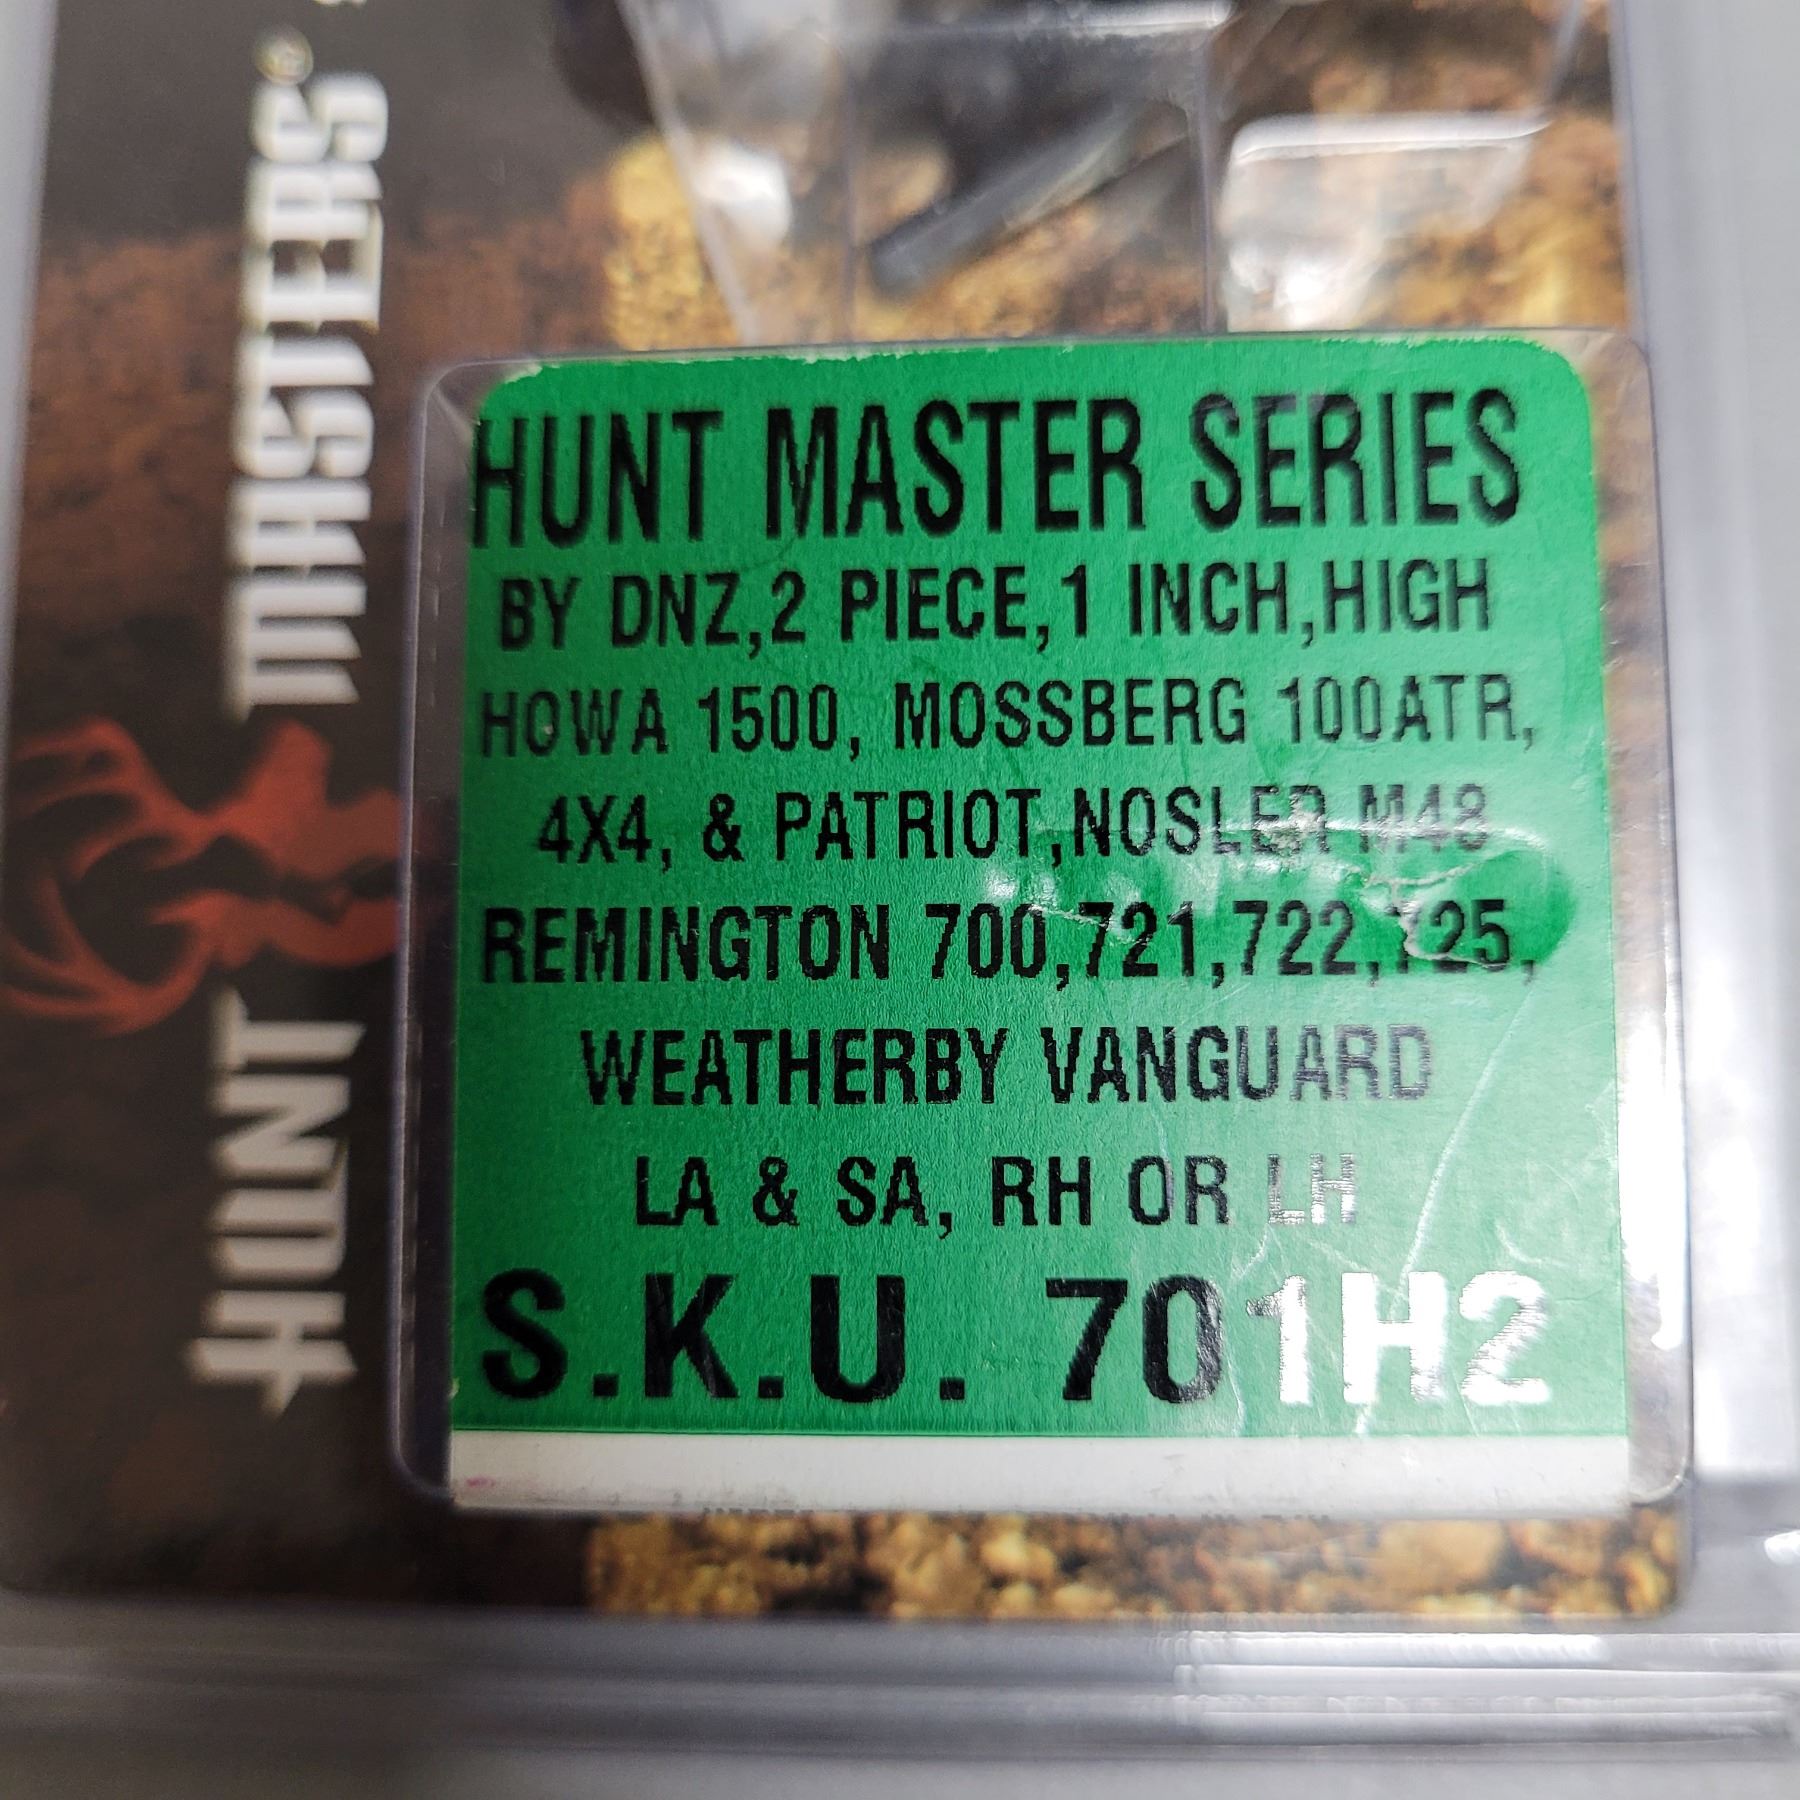 HUNT MASTERS®
HUNT MASTER SERIES
BY DNZ,2 PIECE,1 INCH,HIGH
HOWA 1500, MOSSBERG 100ATR,
4X4, & PATRIOT,NOSLER M48
REMINGTON 700,721,722,725,
WEATHERBY VANGUARD
LA & SA, RH OR LH
S.K.U. 701H2